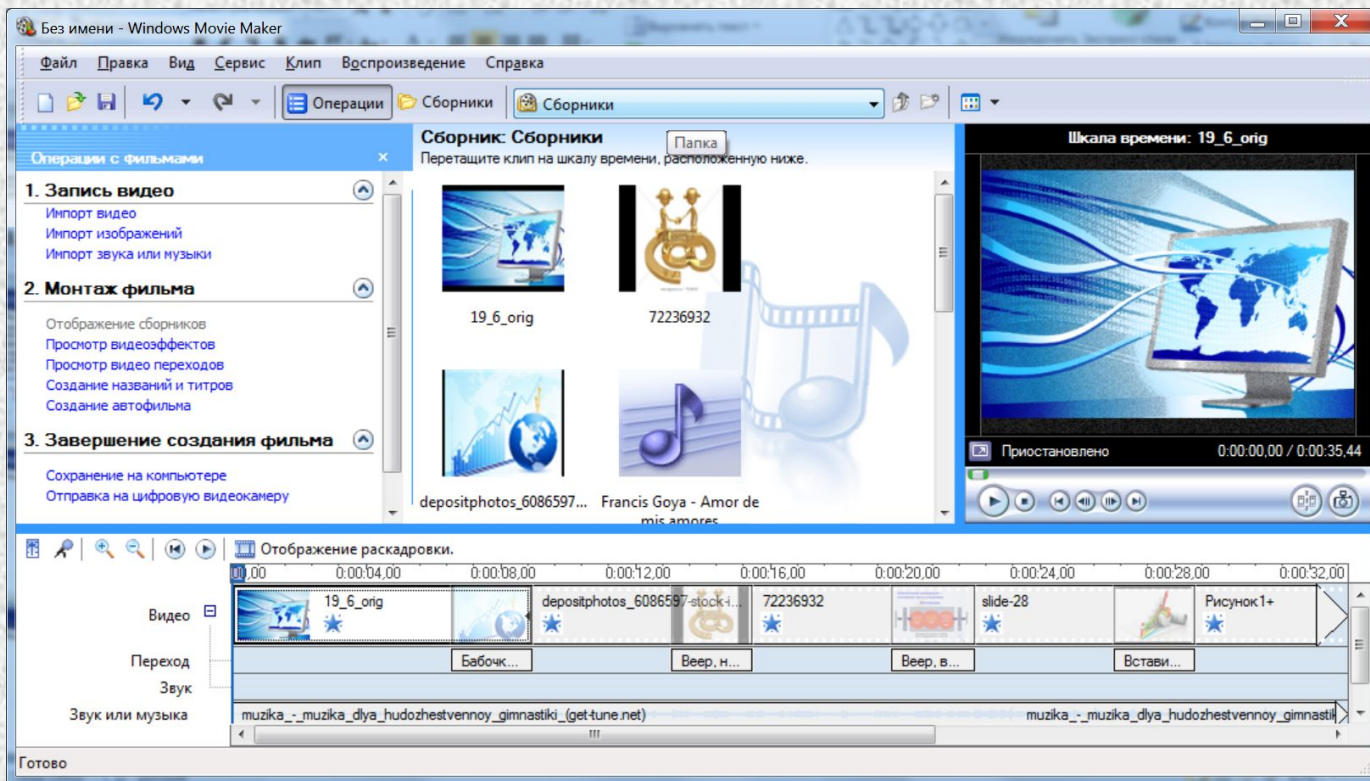 Без имени - Windows Movie Maker
Файл Правка Вид Сервис Клип Воспроизведение Справка
Операции Сборники Сборники
Папка
Операции с фильмами
1. Запись видео
Импорт видео
Импорт изображений
Импорт звука или музыки
2. Монтаж фильма
Отображение сборников
Просмотр видеоэффектов
Просмотр видео переходов
Создание названий и титров
Создание автофильма
3. Завершение создания фильма
Сохранение на компьютере
Отправка на цифровую видеокамеру
Сборник: Сборники
Перетащите клип на шкалу времени, расположенную ниже.
19_6_orig
72236932
depositphotos_6086597...
Francis Goya - Amor de
mis amores
Шкала времени: 19_6_orig
Приостановлено 0:00:00,00 / 0:00:35,44
Отображение раскадровки.
0:00:04,00 0:00:08,00 0:00:12,00 0:00:16,00 0:00:20,00 0:00:24,00 0:00:28,00 0:00:32,00
Видео 19_6_orig depositphotos_6086597-stock-i... 72236932 slide-28 Рисунок1+
Переход Бабочк... Веер, н... Веер, в... Встави...
Звук
Звук или музыка muzika_-_muzika_dlya_hudozhestvennoy_gimnastiki_(get-tune.net) muzika_-_muzika_dlya_hudozhestvennoy_gimnastik
Готово